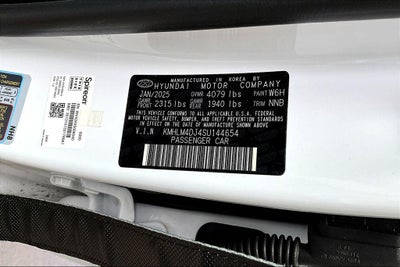 MANUFACTURED IN KOREA BY
HYUNDAI MOTOR COMPANY
JAN/2025 GVWR 4079 lbs PAINT W6H
GAWR FRONT 2315 lbs GAWR REAR 1940 lbs TRIM NNB
THIS VEHICLE CONFORMS TO ALL APPLICABLE
U.S. FEDERAL MOTOR VEHICLE SAFETY, BUMPER,
AND THEFT PREVENTION STANDARDS IN EFFECT ON
THE DATE OF MANUFACTURE SHOWN ABOVE.
V.I.N KMHLM4DJ4SU144654
PASSENGER CAR
Spireon